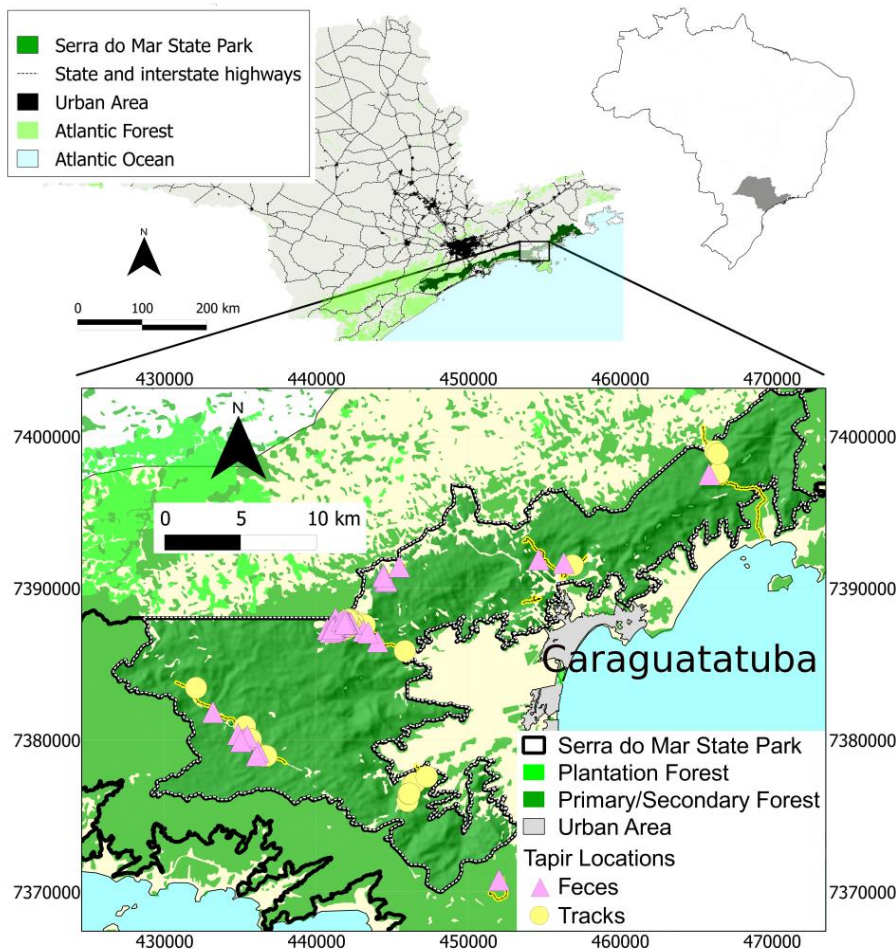 Serra do Mar State Park
State and interstate highways
Urban Area
Atlantic Forest
Atlantic Ocean
N
0 100 200 km
430000 440000 450000 460000 470000
7400000 7400000
N
0 5 10 km
7390000 7390000
Caraguatatuba
7380000 7380000
Serra do Mar State Park
Plantation Forest
Primary/Secondary Forest
Urban Area
Tapir Locations
Feces
Tracks
7370000 7370000
430000 440000 450000 460000 470000